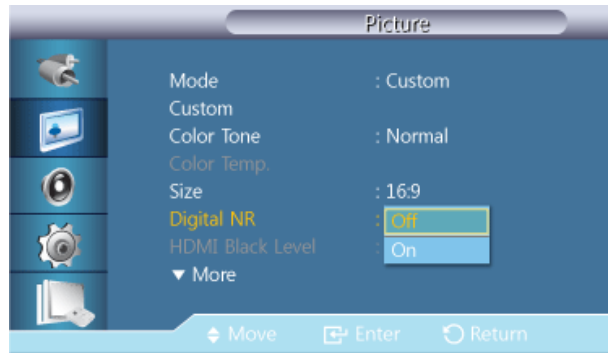 Picture
Mode : Custom
Custom
Color Tone : Normal
Color Temp.
Size : 16:9
Digital NR : Off
HDMI Black Level : On
▼ More
Move Enter Return